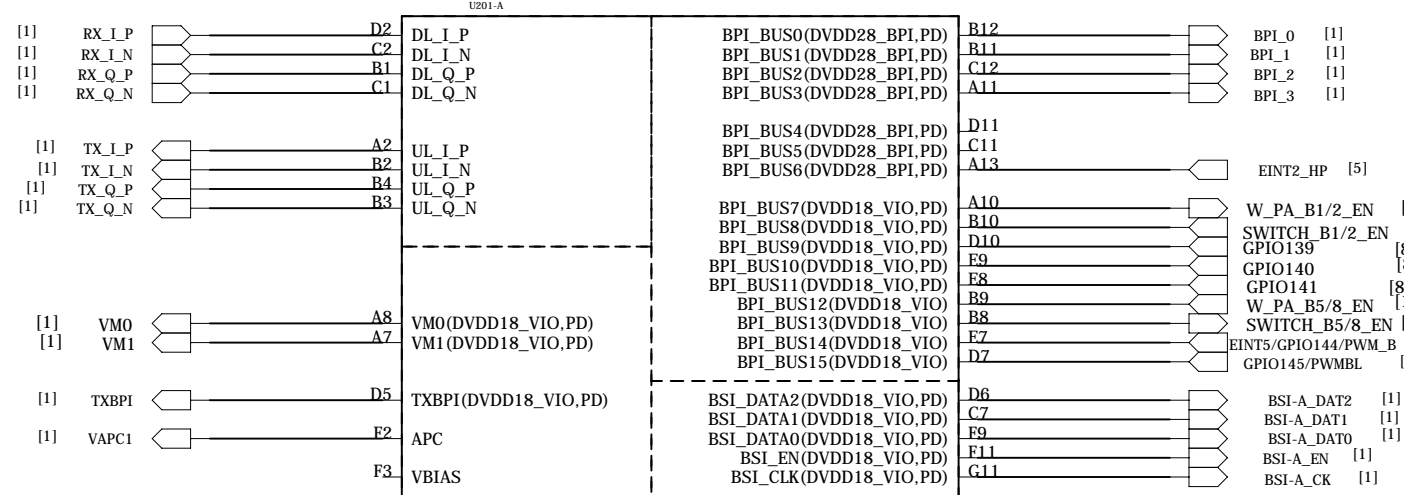 U201-A
[1] RX_I_P D2 DL_I_P BPI_BUS0(DVDD28_BPI,PD) B12 BPI_0 [1]
[1] RX_I_N C2 DL_I_N BPI_BUS1(DVDD28_BPI,PD) B11 BPI_1 [1]
[1] RX_Q_P B1 DL_Q_P BPI_BUS2(DVDD28_BPI,PD) C12 BPI_2 [1]
[1] RX_Q_N C1 DL_Q_N BPI_BUS3(DVDD28_BPI,PD) A11 BPI_3 [1]
BPI_BUS4(DVDD28_BPI,PD) D11
[1] TX_I_P A2 UL_I_P BPI_BUS5(DVDD28_BPI,PD) C11
[1] TX_I_N B2 UL_I_N BPI_BUS6(DVDD28_BPI,PD) A13 EINT2_HP [5]
[1] TX_Q_P B4 UL_Q_P
[1] TX_Q_N B3 UL_Q_N BPI_BUS7(DVDD18_VIO,PD) A10 W_PA_B1/2_EN [
BPI_BUS8(DVDD18_VIO,PD) B10 SWITCH_B1/2_EN
BPI_BUS9(DVDD18_VIO,PD) D10 GPIO139 [8
BPI_BUS10(DVDD18_VIO,PD) E9 GPIO140 [8
BPI_BUS11(DVDD18_VIO,PD) E8 GPIO141 [8
BPI_BUS12(DVDD18_VIO) B9 W_PA_B5/8_EN [1
[1] VM0 A8 VM0(DVDD18_VIO,PD) BPI_BUS13(DVDD18_VIO) B8 SWITCH_B5/8_EN [
[1] VM1 A7 VM1(DVDD18_VIO,PD) BPI_BUS14(DVDD18_VIO) E7 EINT5/GPIO144/PWM_B
BPI_BUS15(DVDD18_VIO) D7 GPIO145/PWMBL [
[1] TXBPI D5 TXBPI(DVDD18_VIO,PD) BSI_DATA2(DVDD18_VIO,PD) D6 BSI-A_DAT2 [1]
BSI_DATA1(DVDD18_VIO,PD) C7 BSI-A_DAT1 [1]
[1] VAPC1 F2 APC BSI_DATA0(DVDD18_VIO,PD) F9 BSI-A_DAT0 [1]
BSI_EN(DVDD18_VIO,PD) F11 BSI-A_EN [1]
F3 VBIAS BSI_CLK(DVDD18_VIO,PD) G11 BSI-A_CK [1]